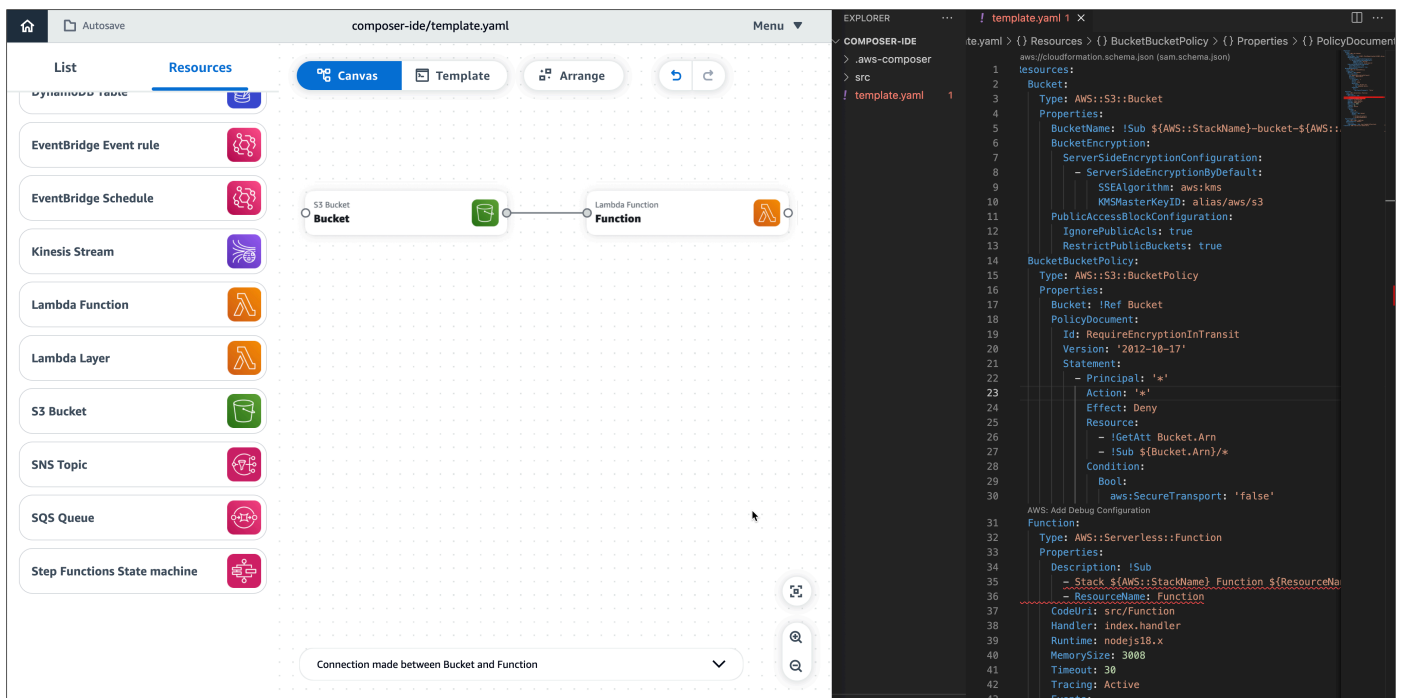 Autosave
composer-ide/template.yaml
Menu
List
Resources
Canvas
Template
Arrange
DynamoDB Table
EventBridge Event rule
EventBridge Schedule
Kinesis Stream
Lambda Function
Lambda Layer
S3 Bucket
SNS Topic
SQS Queue
Step Functions State machine
S3 Bucket
Bucket
Lambda Function
Function
Connection made between Bucket and Function
EXPLORER
COMPOSER-IDE
.aws-composer
src
! template.yaml 1
! template.yaml 1
te.yaml > {} Resources > {} BucketBucketPolicy > {} Properties > {} PolicyDocument
aws://cloudformation.schema.json (sam.schema.json)
1 Resources:
2 Bucket:
3 Type: AWS::S3::Bucket
4 Properties:
5 BucketName: !Sub ${AWS::StackName}-bucket-${AWS::
6 BucketEncryption:
7 ServerSideEncryptionConfiguration:
8 - ServerSideEncryptionByDefault:
9 SSEAlgorithm: aws:kms
10 KMSMasterKeyID: alias/aws/s3
11 PublicAccessBlockConfiguration:
12 IgnorePublicAcls: true
13 RestrictPublicBuckets: true
14 BucketBucketPolicy:
15 Type: AWS::S3::BucketPolicy
16 Properties:
17 Bucket: !Ref Bucket
18 PolicyDocument:
19 Id: RequireEncryptionInTransit
20 Version: '2012-10-17'
21 Statement:
22 - Principal: '*'
23 Action: '*'
24 Effect: Deny
25 Resource:
26 - !GetAtt Bucket.Arn
27 - !Sub ${Bucket.Arn}/*
28 Condition:
29 Bool:
30 aws:SecureTransport: 'false'
AWS: Add Debug Configuration
31 Function:
32 Type: AWS::Serverless::Function
33 Properties:
34 Description: !Sub
35 - Stack ${AWS::StackName} Function ${ResourceNa
36 - ResourceName: Function
37 CodeUri: src/Function
38 Handler: index.handler
39 Runtime: nodejs18.x
40 MemorySize: 3008
41 Timeout: 30
42 Tracing: Active